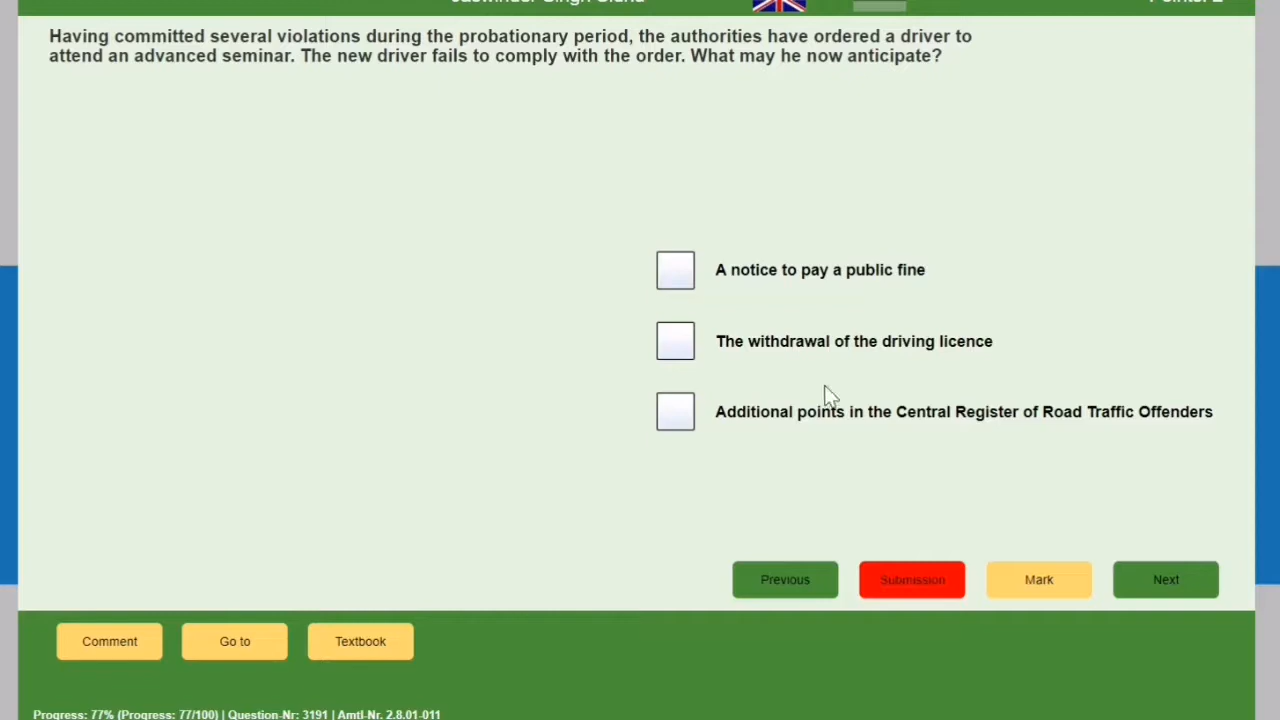 Having committed several violations during the probationary period, the authorities have ordered a driver to
attend an advanced seminar. The new driver fails to comply with the order. What may he now anticipate?
A notice to pay a public fine
The withdrawal of the driving licence
Additional points in the Central Register of Road Traffic Offenders
Previous
Submission
Mark
Next
Comment
Go to
Textbook
Progress: 77% (Progress: 77/100) | Question-Nr: 3191 | Amtl-Nr. 2.8.01-011